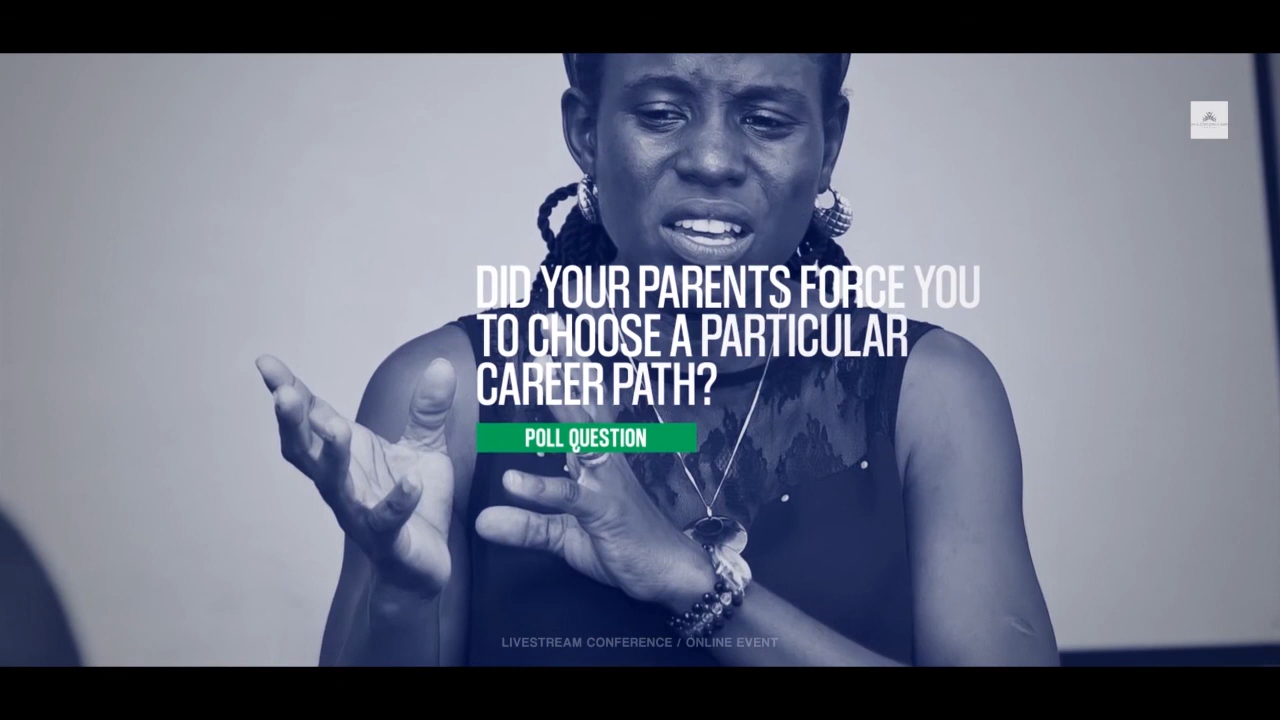 DID YOUR PARENTS FORCE YOU
TO CHOOSE A PARTICULAR
CAREER PATH?
POLL QUESTION
LIVESTREAM CONFERENCE / ONLINE EVENT